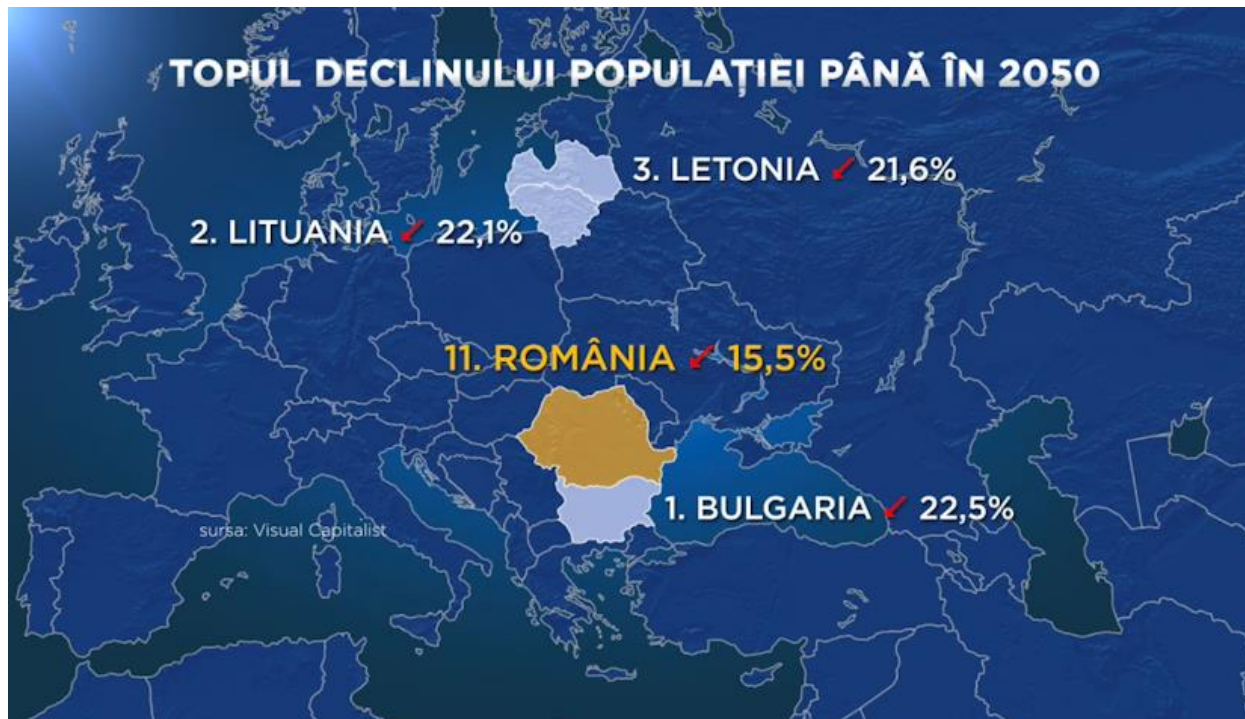 TOPUL DECLINULUI POPULAȚIEI PÂNĂ ÎN 2050
3. LETONIA ↙ 21,6%
2. LITUANIA ↙ 22,1%
11. ROMÂNIA ↙ 15,5%
1. BULGARIA ↙ 22,5%
sursa: Visual Capitalist